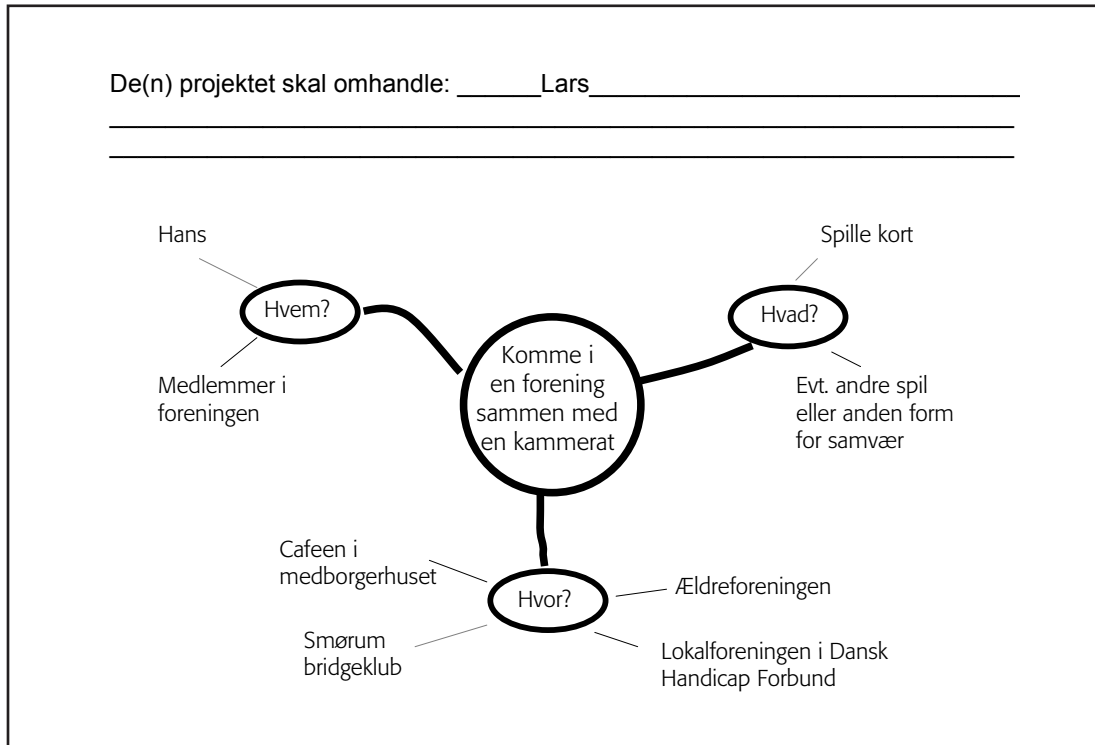 De(n) projektet skal omhandle: ______Lars______________________________
Hans
Hvem?
Medlemmer i
foreningen
Spille kort
Hvad?
Evt. andre spil
eller anden form
for samvær
Komme i
en forening
sammen med
en kammerat
Cafeen i
medborgerhuset
Hvor?
Ældreforeningen
Smørum
bridgeklub
Lokalforeningen i Dansk
Handicap Forbund